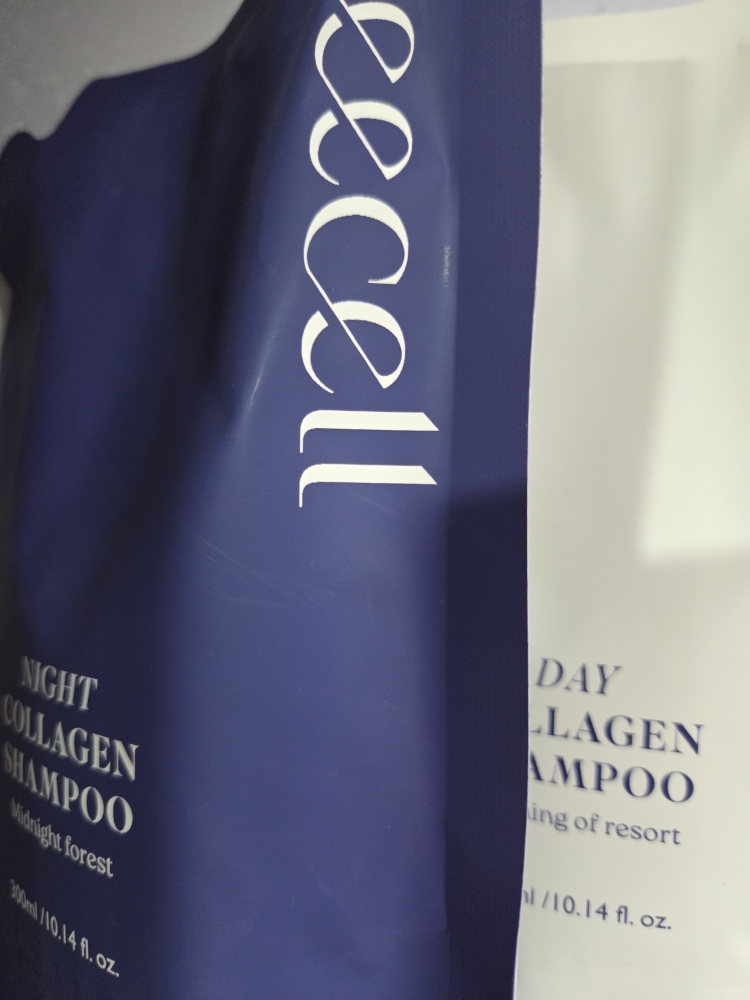 eecell
NIGHT
COLLAGEN
SHAMPOO
Midnight forest
300ml /10.14 fl. oz.
DAY
LLAGEN
AMPOO
ing of resort
ml /10.14 fl. oz.